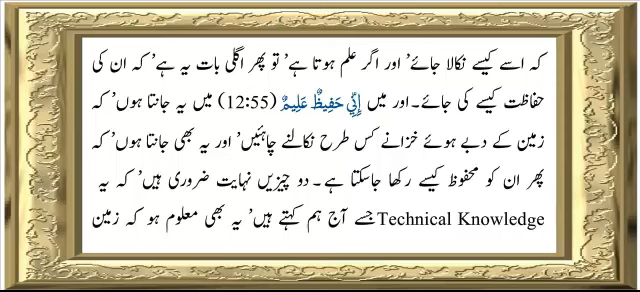 کہ اسے کیسے نکالا جائے’ اور اگر علم ہوتا ہے’ تو پھر اگلی بات یہ ہے’ کہ ان کی
حفاظت کیسے کی جائے۔ اور میں إِنِّي حَفِيظٌ عَلِيمٌ (12:55) میں یہ جانتا ہوں’ کہ
زمین کے دبے ہوئے خزانے کس طرح نکالنے چاہئیں’ اور یہ بھی جانتا ہوں’ کہ
پھر ان کو محفوظ کیسے رکھا جاسکتا ہے۔ دو چیزیں نہایت ضروری ہیں’ کہ یہ
Technical Knowledge جسے آج ہم کہتے ہیں’ یہ بھی معلوم ہو کہ زمین